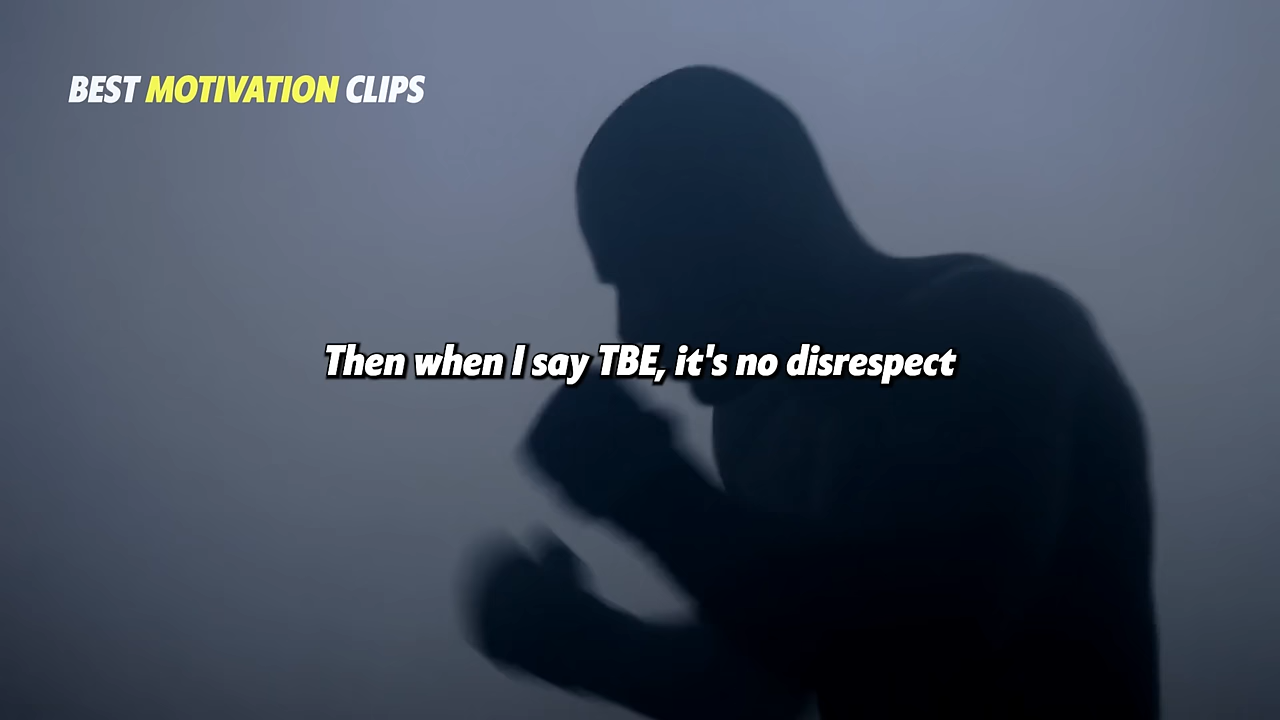 BEST MOTIVATION CLIPS
Then when I say TBE, it's no disrespect